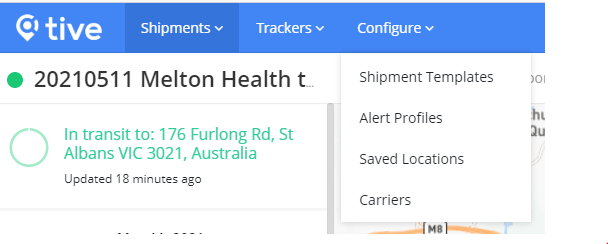 tive
Shipments
Trackers
Configure
20210511 Melton Health t...
In transit to: 176 Furlong Rd, St
Albans VIC 3021, Australia
Updated 18 minutes ago
Shipment Templates
Alert Profiles
Saved Locations
Carriers
M8